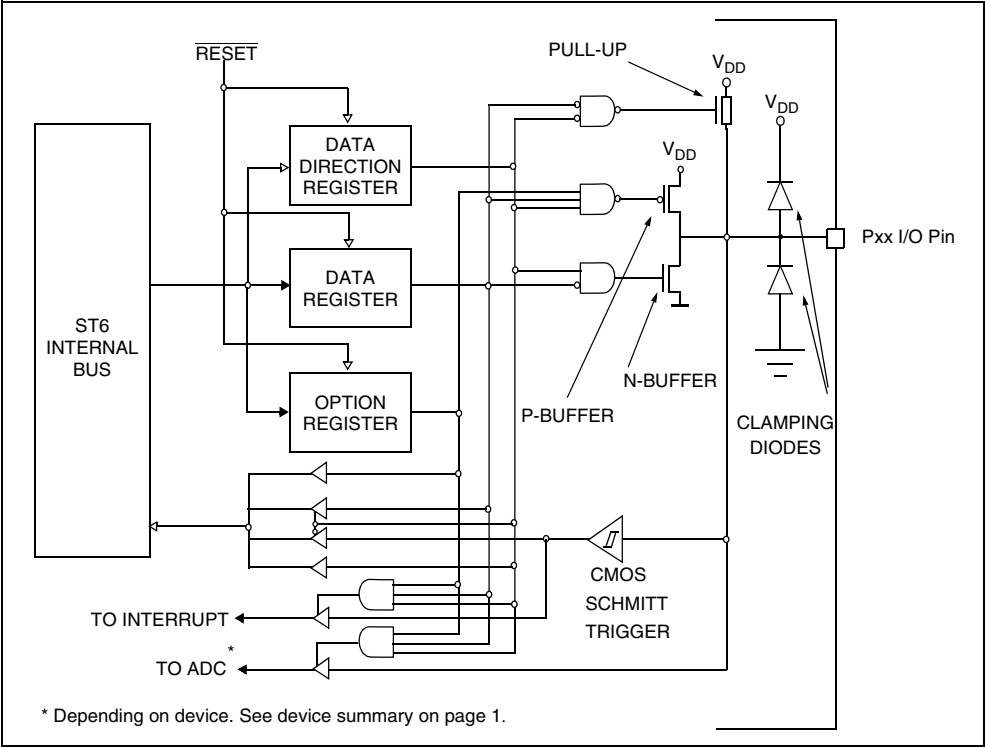 RESET
PULL-UP
VDD
VDD
VDD
DATA
DIRECTION
REGISTER
DATA
REGISTER
ST6
INTERNAL
BUS
OPTION
REGISTER
Pxx I/O Pin
N-BUFFER
P-BUFFER
CLAMPING
DIODES
CMOS
SCHMITT
TRIGGER
TO INTERRUPT
TO ADC *
* Depending on device. See device summary on page 1.